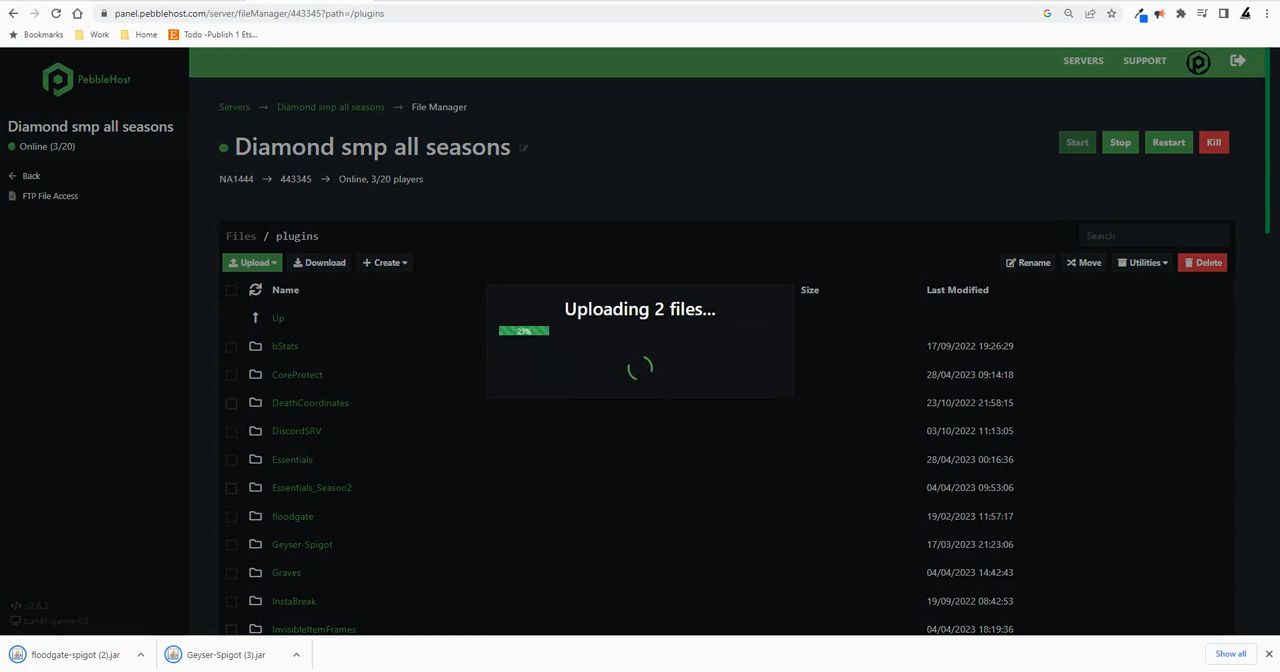 panel.pebblehost.com/server/fileManager/443345?path=/plugins
Bookmarks Work Home Todo -Publish 1 Ets...
PebbleHost
SERVERS SUPPORT
Diamond smp all seasons
Online (3/20)
Back
FTP File Access
Servers → Diamond smp all seasons → File Manager
Diamond smp all seasons
Start Stop Restart Kill
NA1444 → 443345 → Online, 3/20 players
Files / plugins
Search
Upload Download + Create Rename Move Utilities Delete
Name Size Last Modified
Up
Uploading 2 files...
23%
bStats 17/09/2022 19:26:29
CoreProtect 28/04/2023 09:14:18
DeathCoordinates 23/10/2022 21:58:15
DiscordSRV 03/10/2022 11:13:05
Essentials 28/04/2023 00:16:36
Essentials_Season2 04/04/2023 09:53:06
floodgate 19/02/2023 11:57:17
Geyser-Spigot 17/03/2023 21:23:06
Graves 04/04/2023 14:42:43
InstaBreak 19/09/2022 08:42:53
InvisibleItemFrames 04/04/2023 18:19:36
v2.6.2
panel-game-03
floodgate-spigot (2).jar Geyser-Spigot (3).jar Show all